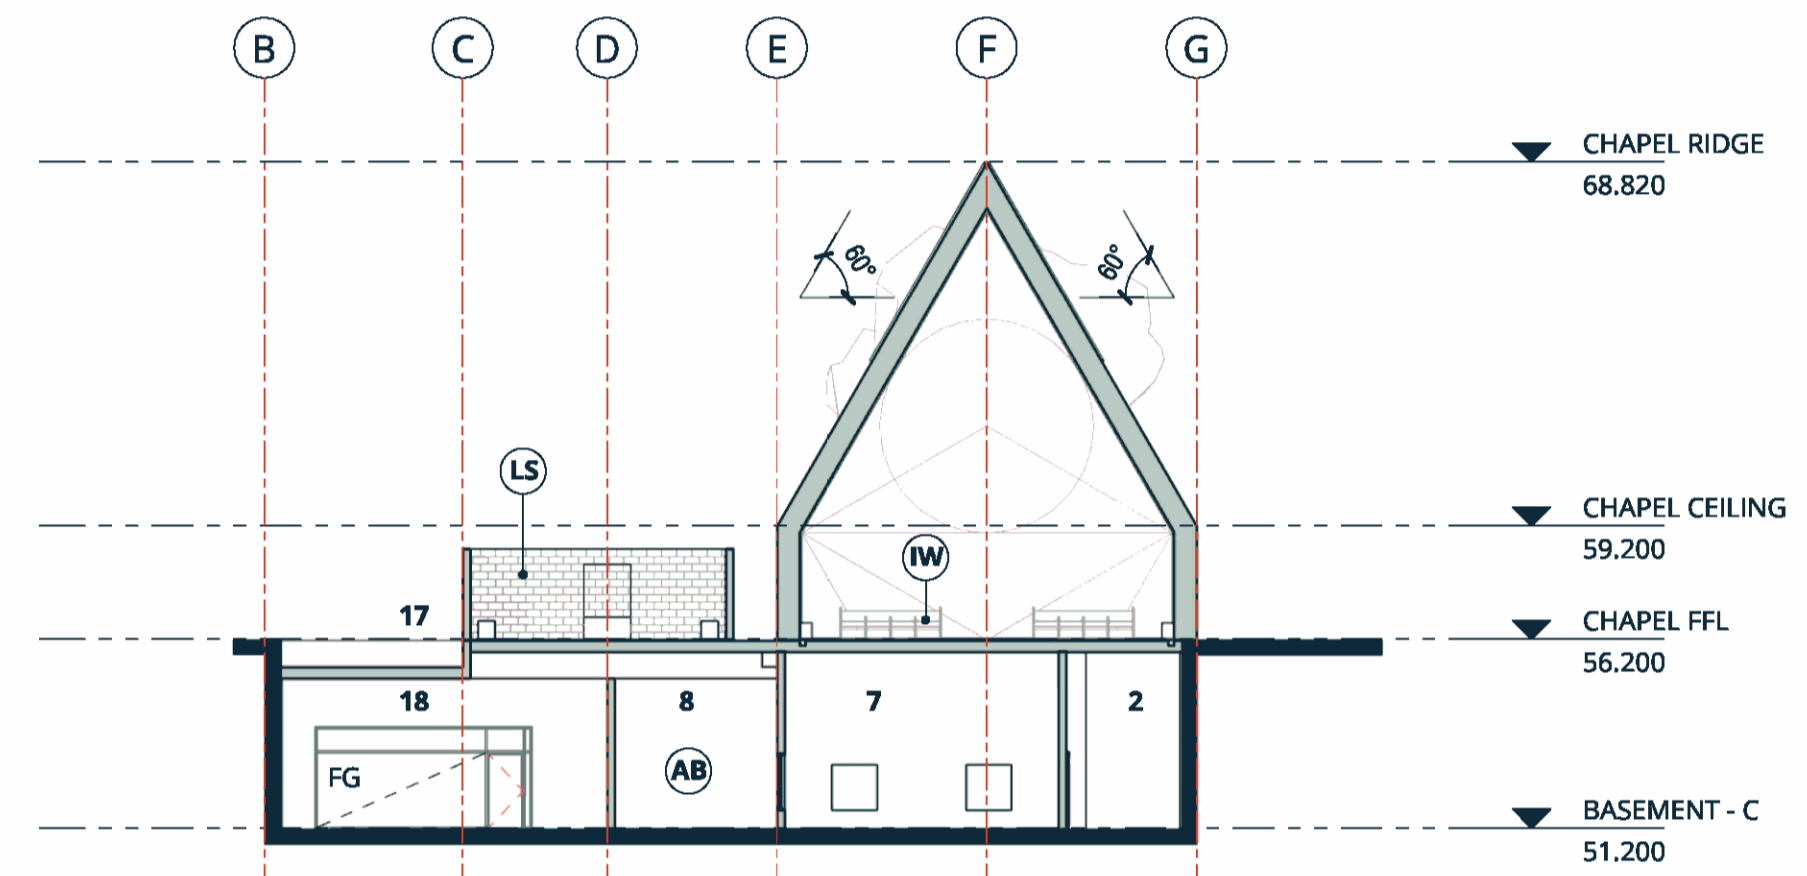 B C D E F G
CHAPEL RIDGE
68.820
60° 60°
LS
CHAPEL CEILING
59.200
IW
17
CHAPEL FFL
56.200
18 8 7 2
FG
AB
BASEMENT - C
51.200